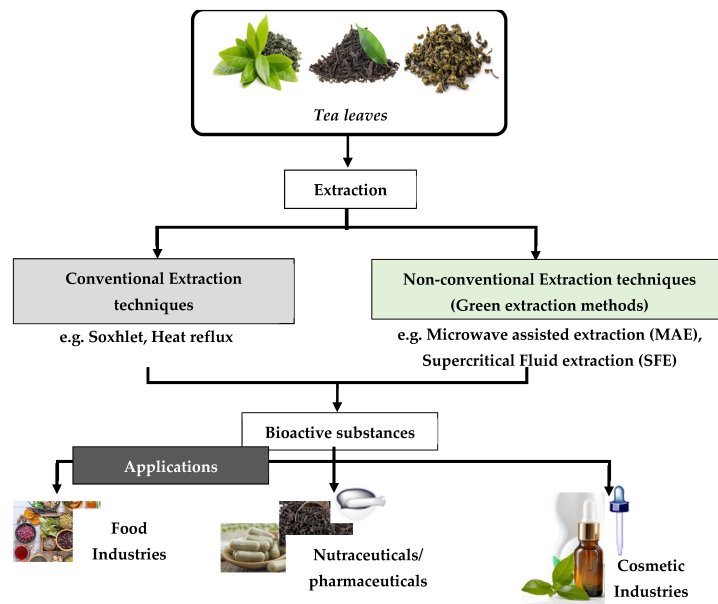 Tea leaves
Extraction
Conventional Extraction
techniques
e.g. Soxhlet, Heat reflux
Non-conventional Extraction techniques
(Green extraction methods)
e.g. Microwave assisted extraction (MAE),
Supercritical Fluid extraction (SFE)
Bioactive substances
Applications
Food
Industries
Nutraceuticals/
pharmaceuticals
Cosmetic
Industries